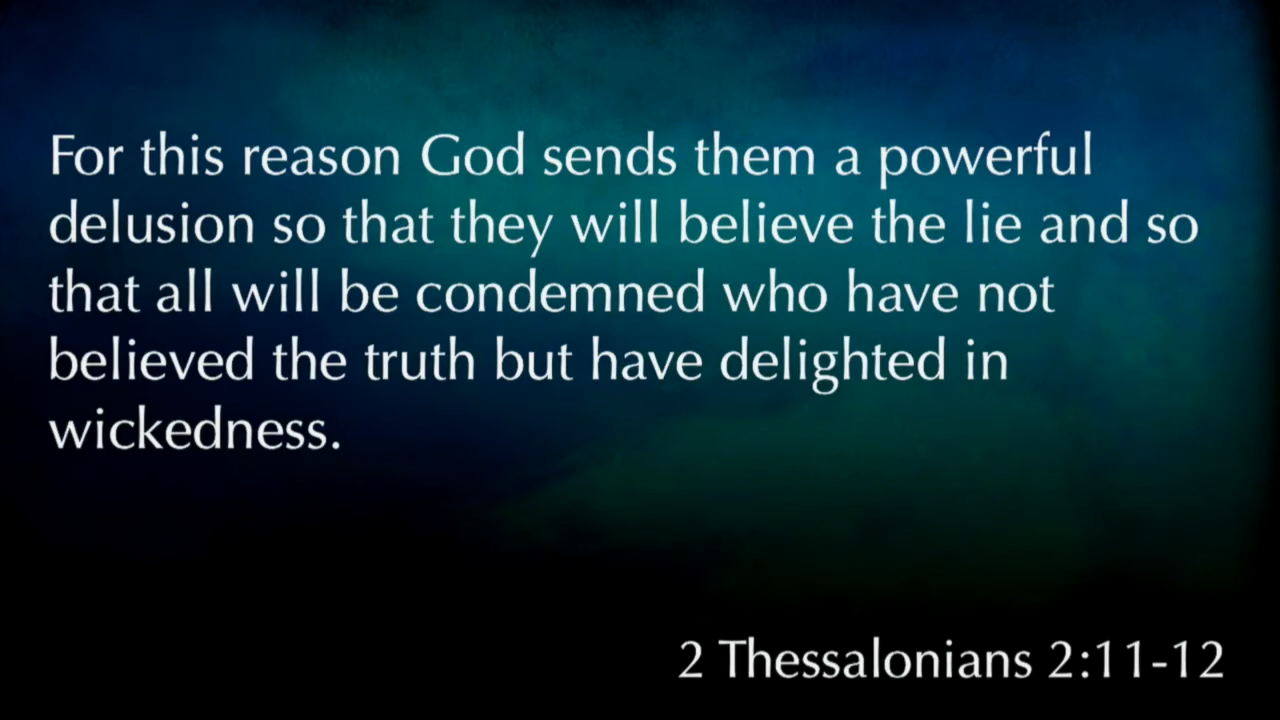 For this reason God sends them a powerful
delusion so that they will believe the lie and so
that all will be condemned who have not
believed the truth but have delighted in
wickedness.
2 Thessalonians 2:11-12